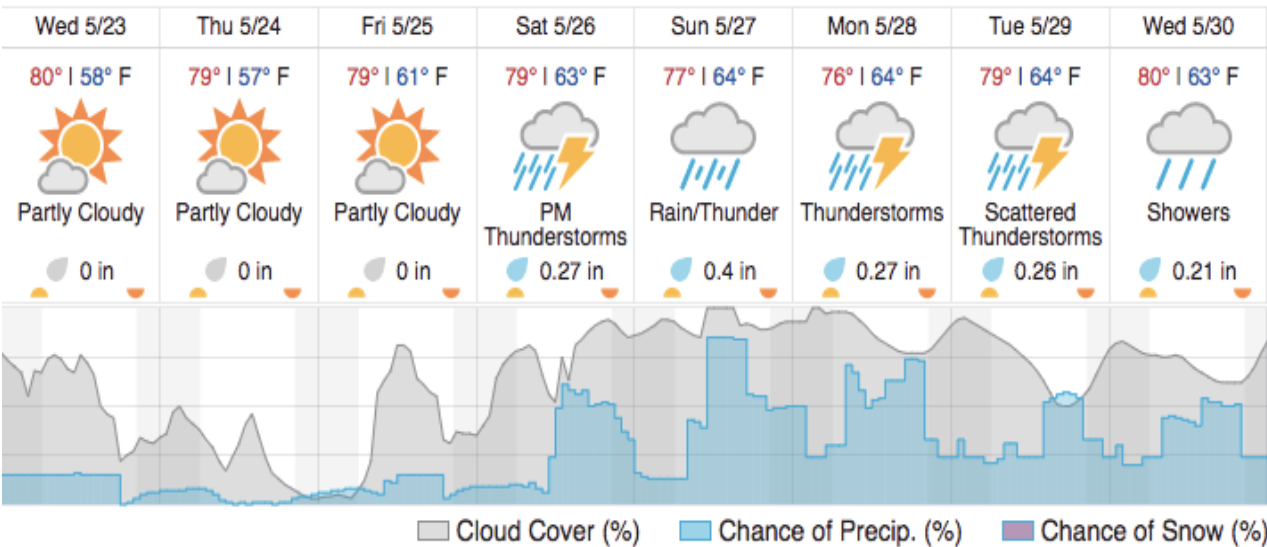 Wed 5/23 Thu 5/24 Fri 5/25 Sat 5/26 Sun 5/27 Mon 5/28 Tue 5/29 Wed 5/30
80° | 58° F 79° | 57° F 79° | 61° F 79° | 63° F 77° | 64° F 76° | 64° F 79° | 64° F 80° | 63° F
Partly Cloudy Partly Cloudy Partly Cloudy PM Rain/Thunder Thunderstorms Scattered Showers
Thunderstorms Thunderstorms
0 in 0 in 0 in 0.27 in 0.4 in 0.27 in 0.26 in 0.21 in
Cloud Cover (%) Chance of Precip. (%) Chance of Snow (%)